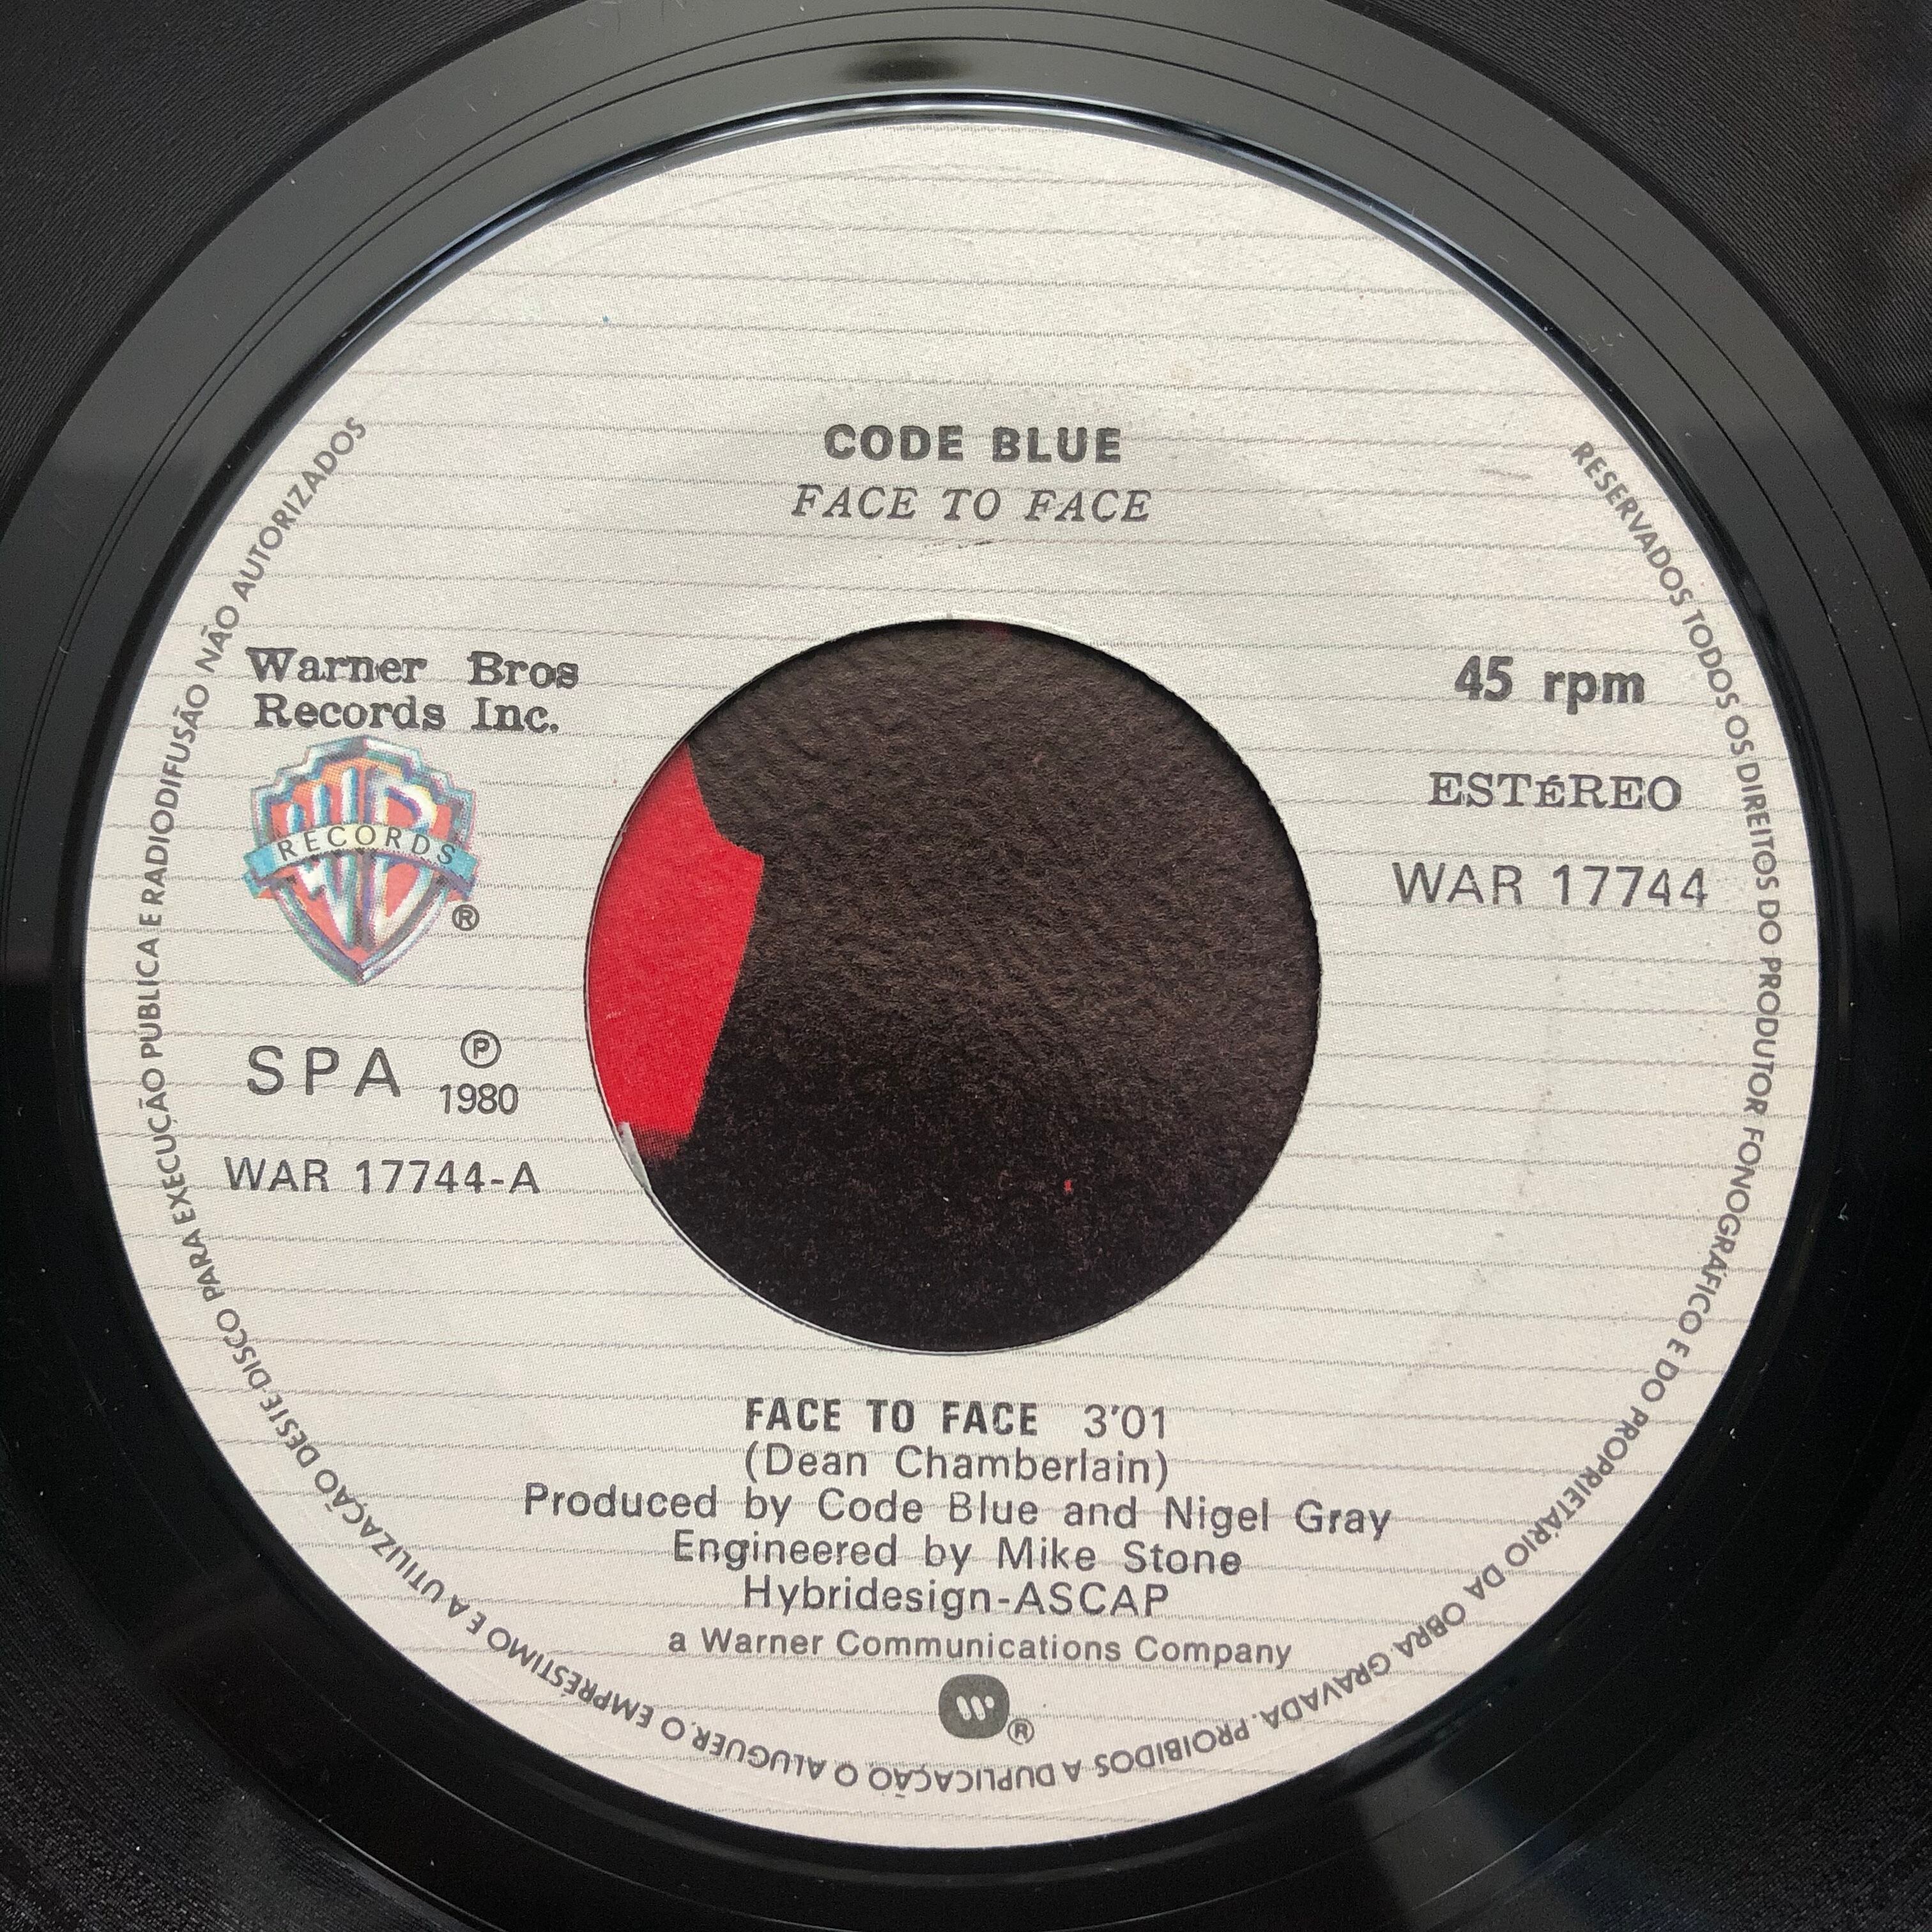 CODE BLUE
FACE TO FACE
Warner Bros
Records Inc.
WB
RECORDS
®
45 rpm
ESTÉREO
WAR 17744
SPA
Ⓟ
1980
WAR 17744-A
FACE TO FACE 3'01
(Dean Chamberlain)
Produced by Code Blue and Nigel Gray
Engineered by Mike Stone
Hybridesign-ASCAP
a Warner Communications Company
®
RESERVADOS TODOS OS DIREITOS DO PRODUTOR FONOGRÁFICO E DO PROPRIETÁRIO DA OBRA GRAVADA. PROIBIDOS A DUPLICAÇÃO O ALUGUER, O EMPRÉSTIMO E A UTILIZAÇÃO DESTE DISCO PARA EXECUÇÃO PÚBLICA E RADIODIFUSÃO NÃO AUTORIZADOS